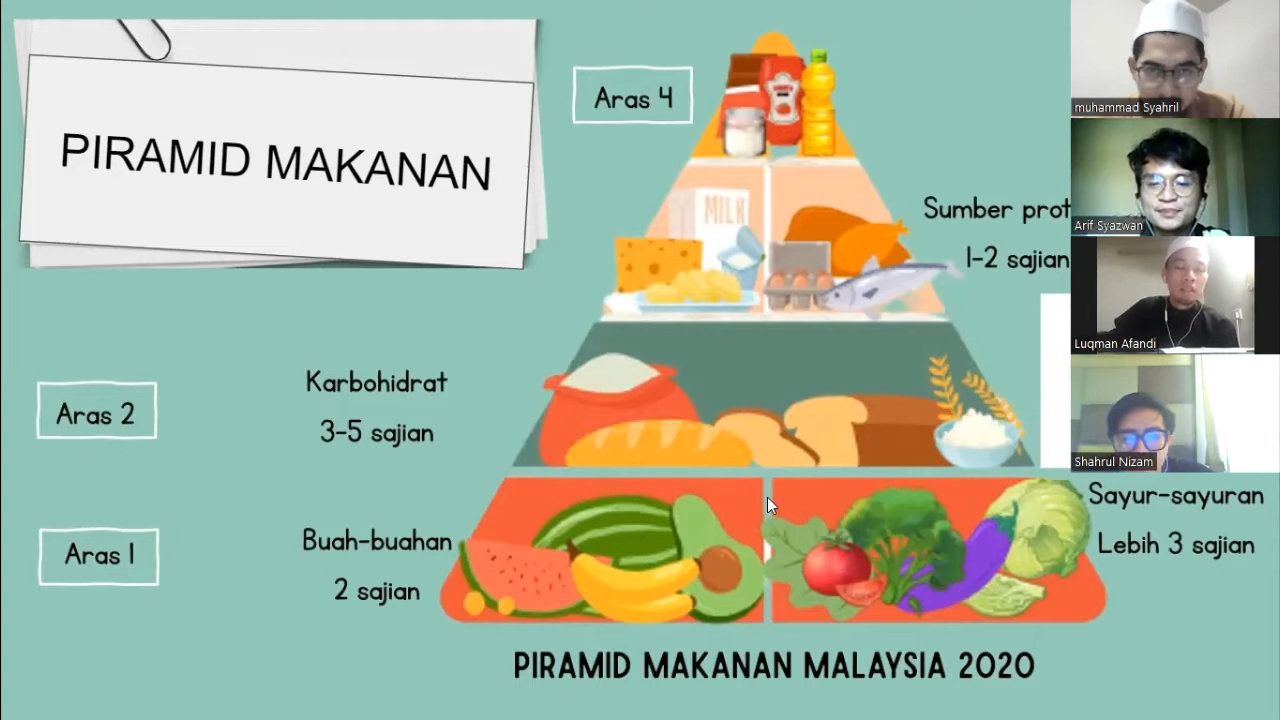 PIRAMID MAKANAN
Aras 4
MILK
Sumber prot
1-2 sajian
Aras 2
Karbohidrat
3-5 sajian
Aras 1
Buah-buahan
2 sajian
Sayur-sayuran
Lebih 3 sajian
PIRAMID MAKANAN MALAYSIA 2020
muhammad Syahril
Arif Syazwan
Luqman Afandi
Shahrul Nizam